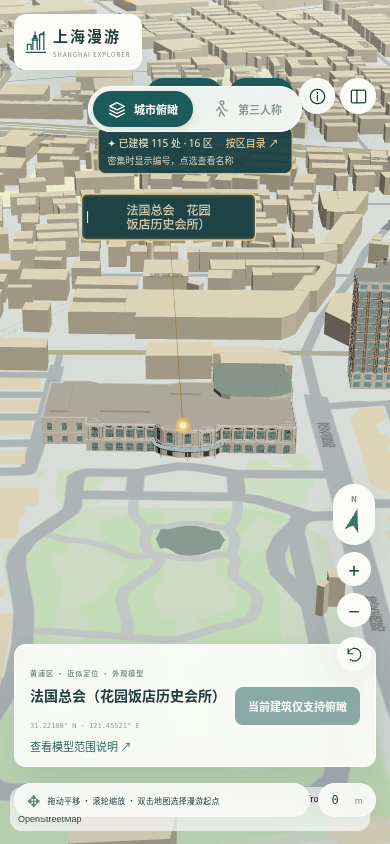 上海漫游
SHANGHAI EXPLORER
城市俯瞰
第三人称
✦ 已建模 115 处 · 16 区 按区目录 ↗
密集时显示编号，点选查看名称
法国总会 花园
饭店历史会所）
N
+
−
黄浦区 · 近似定位 · 外观模型
法国总会（花园饭店历史会所）
当前建筑仅支持俯瞰
31.22180° N · 121.45521° E
查看模型范围说明 ↗
拖动平移 · 滚轮缩放 · 双击地图选择漫游起点
0 m
OpenStreetMap